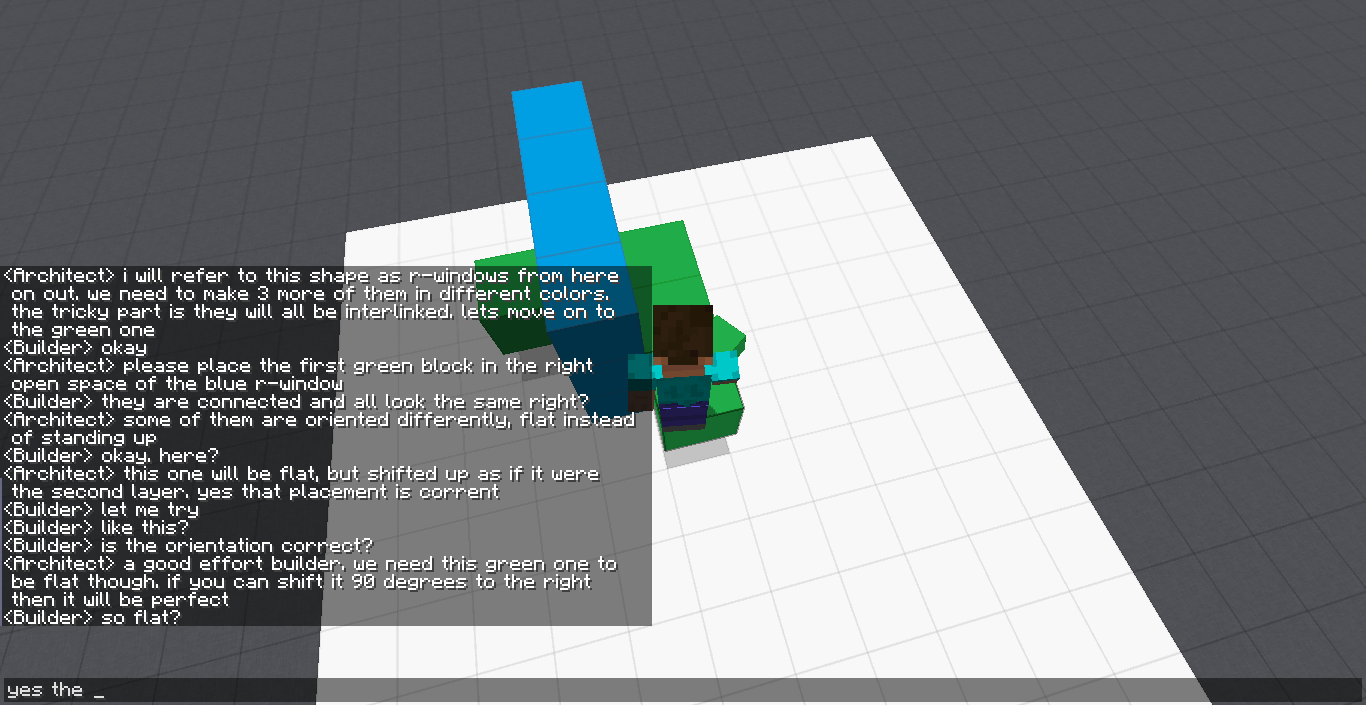 <Architect> i will refer to this shape as r-windows from here
on out. we need to make 3 more of them in different colors.
the tricky part is they will all be interlinked. lets move on to
the green one
<Builder> okay
<Architect> please place the first green block in the right
open space of the blue r-window
<Builder> they are connected and all look the same right?
<Architect> some of them are oriented differently, flat instead
of standing up
<Builder> okay. here?
<Architect> this one will be flat, but shifted up as if it were
the second layer. yes that placement is corrent
<Builder> let me try
<Builder> like this?
<Builder> is the orientation correct?
<Architect> a good effort builder. we need this green one to
be flat though. if you can shift it 90 degrees to the right
then it will be perfect
<Builder> so flat?
yes the _